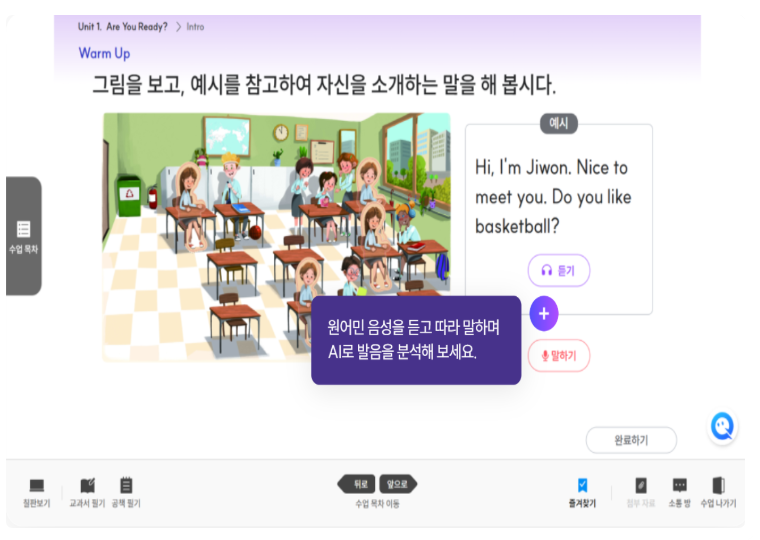 Unit 1. Are You Ready? > Intro
Warm Up
그림을 보고, 예시를 참고하여 자신을 소개하는 말을 해 봅시다.
예시
Hi, I'm Jiwon. Nice to
meet you. Do you like
basketball?
듣기
수업 목차
원어민 음성을 듣고 따라 말하며
AI로 발음을 분석해 보세요.
+
말하기
완료하기
칠판보기
교과서 필기
공책 필기
뒤로
앞으로
수업 목차 이동
즐겨찾기
첨부 자료
소통 방
수업 나가기